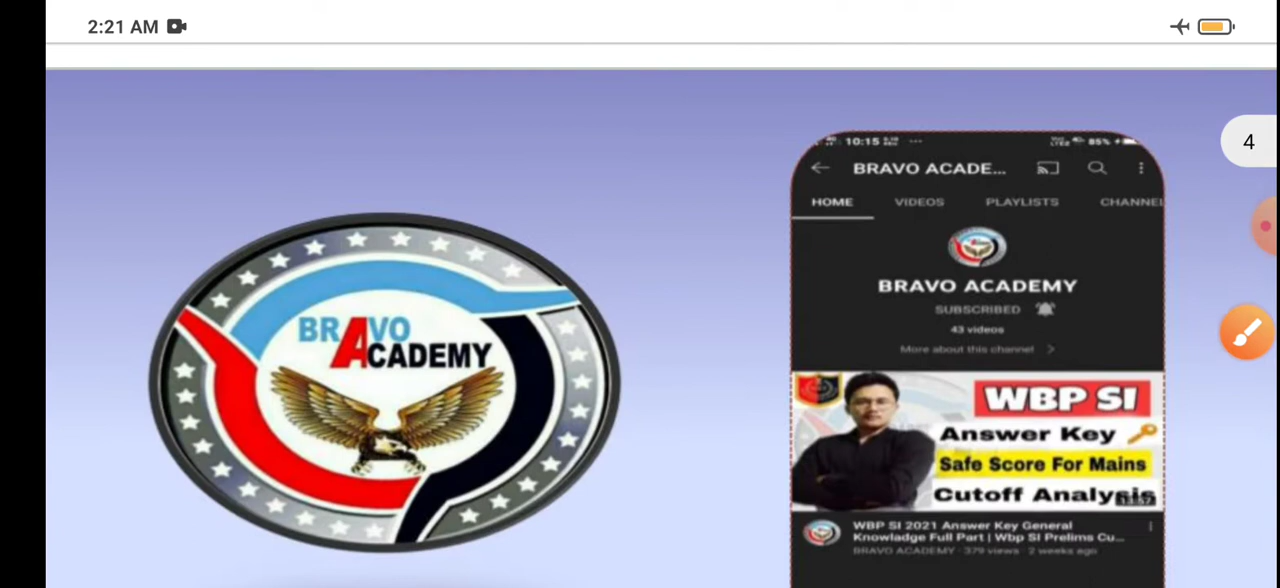 2:21 AM
4
BRAVO
ACADEMY
10:15
85%
BRAVO ACADE...
HOME VIDEOS PLAYLISTS CHANNEL
BRAVO ACADEMY
SUBSCRIBED
43 videos
More about this channel >
WBP SI
Answer Key
Safe Score For Mains
Cutoff Analysis
WBP SI 2021 Answer Key General
Knowladge Full Part | Wbp SI Prelims Cu...
BRAVO ACADEMY · 379 views · 2 weeks ago